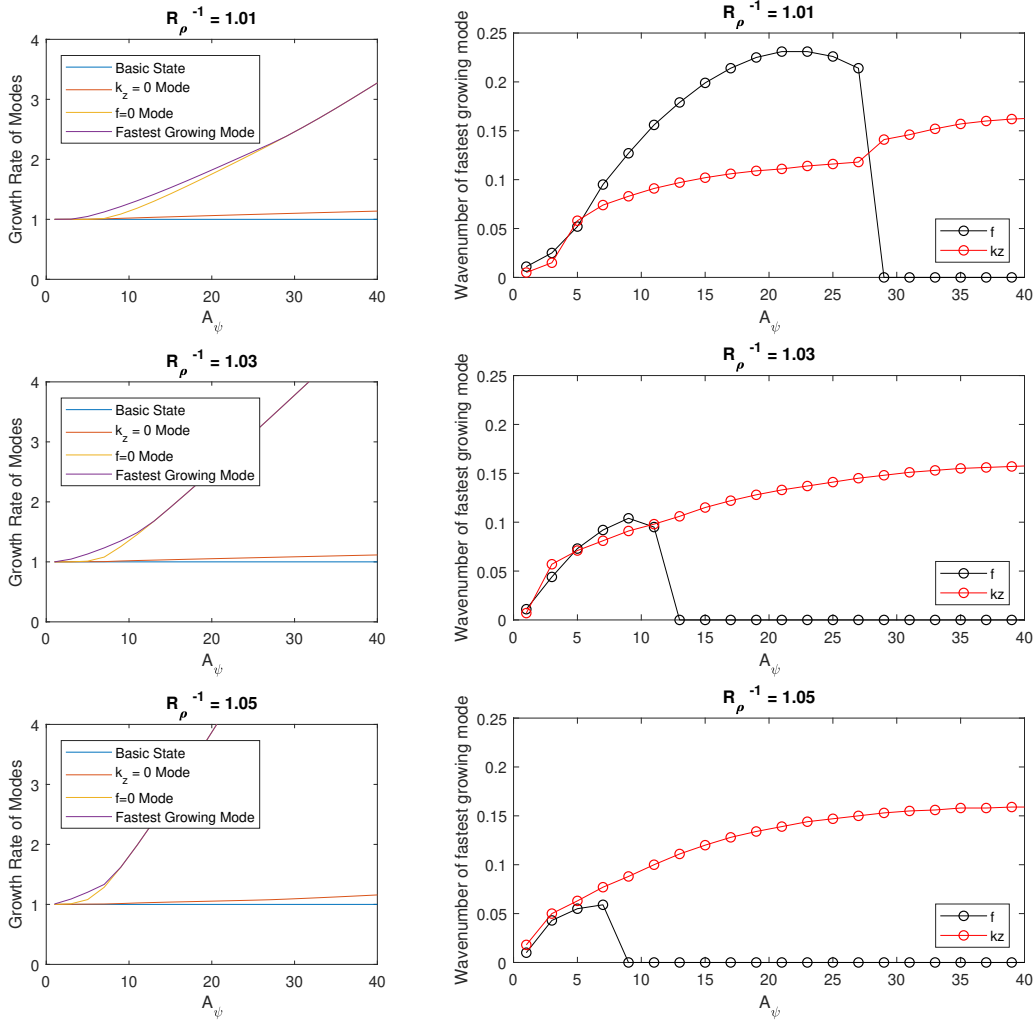 R_ρ^-1 = 1.01
Growth Rate of Modes
4
3
2
1
0
Basic State
k_z = 0 Mode
f=0 Mode
Fastest Growing Mode
0 10 20 30 40
A_ψ
R_ρ^-1 = 1.01
Wavenumber of fastest growing mode
0.25
0.2
0.15
0.1
0.05
0
f
kz
0 5 10 15 20 25 30 35 40
A_ψ
R_ρ^-1 = 1.03
Growth Rate of Modes
4
3
2
1
0
Basic State
k_z = 0 Mode
f=0 Mode
Fastest Growing Mode
0 10 20 30 40
A_ψ
R_ρ^-1 = 1.03
Wavenumber of fastest growing mode
0.25
0.2
0.15
0.1
0.05
0
f
kz
0 5 10 15 20 25 30 35 40
A_ψ
R_ρ^-1 = 1.05
Growth Rate of Modes
4
3
2
1
0
Basic State
k_z = 0 Mode
f=0 Mode
Fastest Growing Mode
0 10 20 30 40
A_ψ
R_ρ^-1 = 1.05
Wavenumber of fastest growing mode
0.25
0.2
0.15
0.1
0.05
0
f
kz
0 5 10 15 20 25 30 35 40
A_ψ